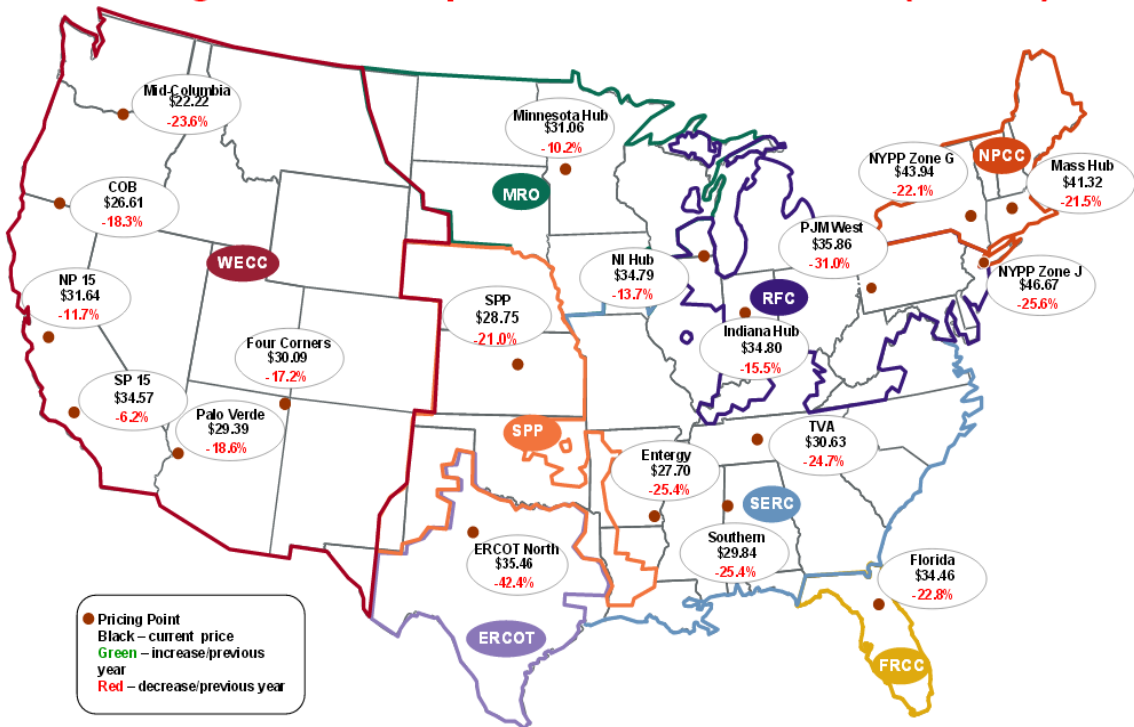 Mid-Columbia
$22.22
-23.6%
Minnesota Hub
$31.06
-10.2%
NYPP Zone G
$43.94
-22.1%
NPCC
Mass Hub
$41.32
-21.5%
COB
$26.61
-18.3%
MRO
PJM West
$35.86
-31.0%
WECC
NI Hub
$34.79
-13.7%
NYPP Zone J
$46.67
-25.6%
NP 15
$31.64
-11.7%
SPP
$28.75
-21.0%
RFC
Indiana Hub
$34.80
-15.5%
Four Corners
$30.09
-17.2%
SP 15
$34.57
-6.2%
Palo Verde
$29.39
-18.6%
SPP
TVA
$30.63
-24.7%
Entergy
$27.70
-25.4%
SERC
ERCOT North
$35.46
-42.4%
Southern
$29.84
-25.4%
Florida
$34.46
-22.8%
ERCOT
FRCC
Pricing Point
Black – current price
Green – increase/previous
year
Red – decrease/previous year